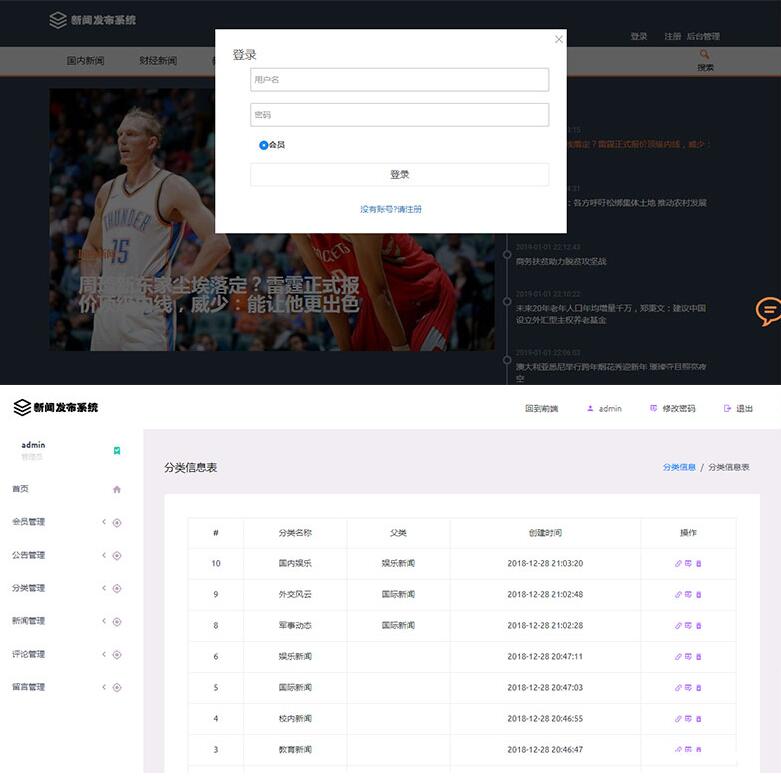 新闻发布系统
登录 注册 后台管理
国内新闻 财经新闻
搜索
登录
用户名
密码
会员
登录
没有账号?请注册
THUNDER
15
ROCKETS
周琦新东家尘埃落定?雷霆正式报
价顶级内线,威少:能让他更出色
埃落定?雷霆正式报价顶级内线,威少:
:各方呼吁松绑集体土地 推动农村发展
2019-01-01 22:12:43
商务扶贫助力脱贫攻坚战
2019-01-01 22:10:22
未来20年老年人口年均增量千万,郑秉文:建议中国
设立外汇型主权养老基金
2019-01-01 22:06:03
澳大利亚悉尼举行跨年烟花秀迎新年 璀璨夺目照亮夜
空
新闻发布系统
回到前端 admin 修改密码 退出
admin
管理员
首页
会员管理
公告管理
分类管理
新闻管理
评论管理
留言管理
分类信息表
分类信息 / 分类信息表
# 分类名称 父类 创建时间 操作
10 国内娱乐 娱乐新闻 2018-12-28 21:03:20
9 外交风云 国际新闻 2018-12-28 21:02:48
8 军事动态 国际新闻 2018-12-28 21:02:28
6 娱乐新闻 2018-12-28 20:47:11
5 国际新闻 2018-12-28 20:47:03
4 校内新闻 2018-12-28 20:46:55
3 教育新闻 2018-12-28 20:46:47